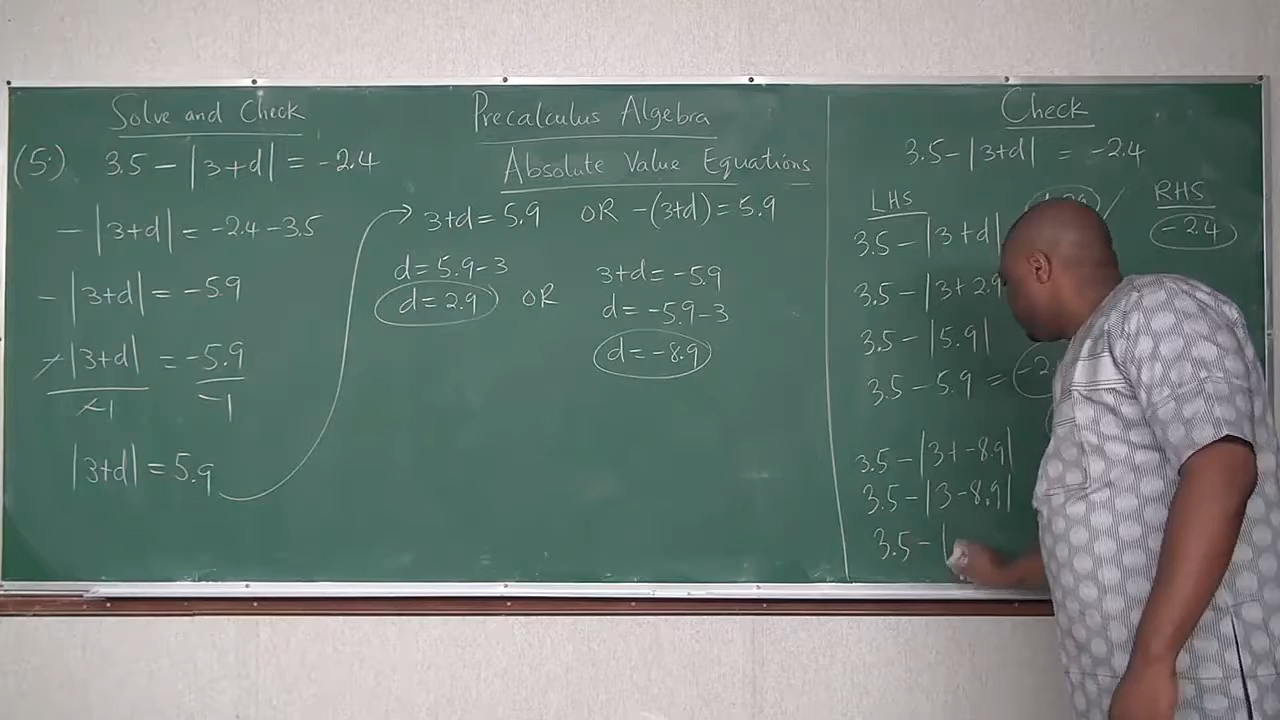 Solve and Check
(5.) 3.5 - |3+d| = -2.4
- |3+d| = -2.4 - 3.5
- |3+d| = -5.9
-|3+d| = -5.9
-1 -1
|3+d| = 5.9
Precalculus Algebra
Absolute Value Equations
3+d = 5.9 OR -(3+d) = 5.9
d = 5.9 - 3
d = 2.9 OR
3+d = -5.9
d = -5.9 - 3
d = -8.9
Check
3.5 - |3+d| = -2.4
LHS
3.5 - |3+d|
3.5 - |3+2.9
3.5 - |5.9|
3.5 - 5.9 = -2
3.5 - |3+-8.9|
3.5 - |3-8.9|
3.5 - |
RHS
-2.4